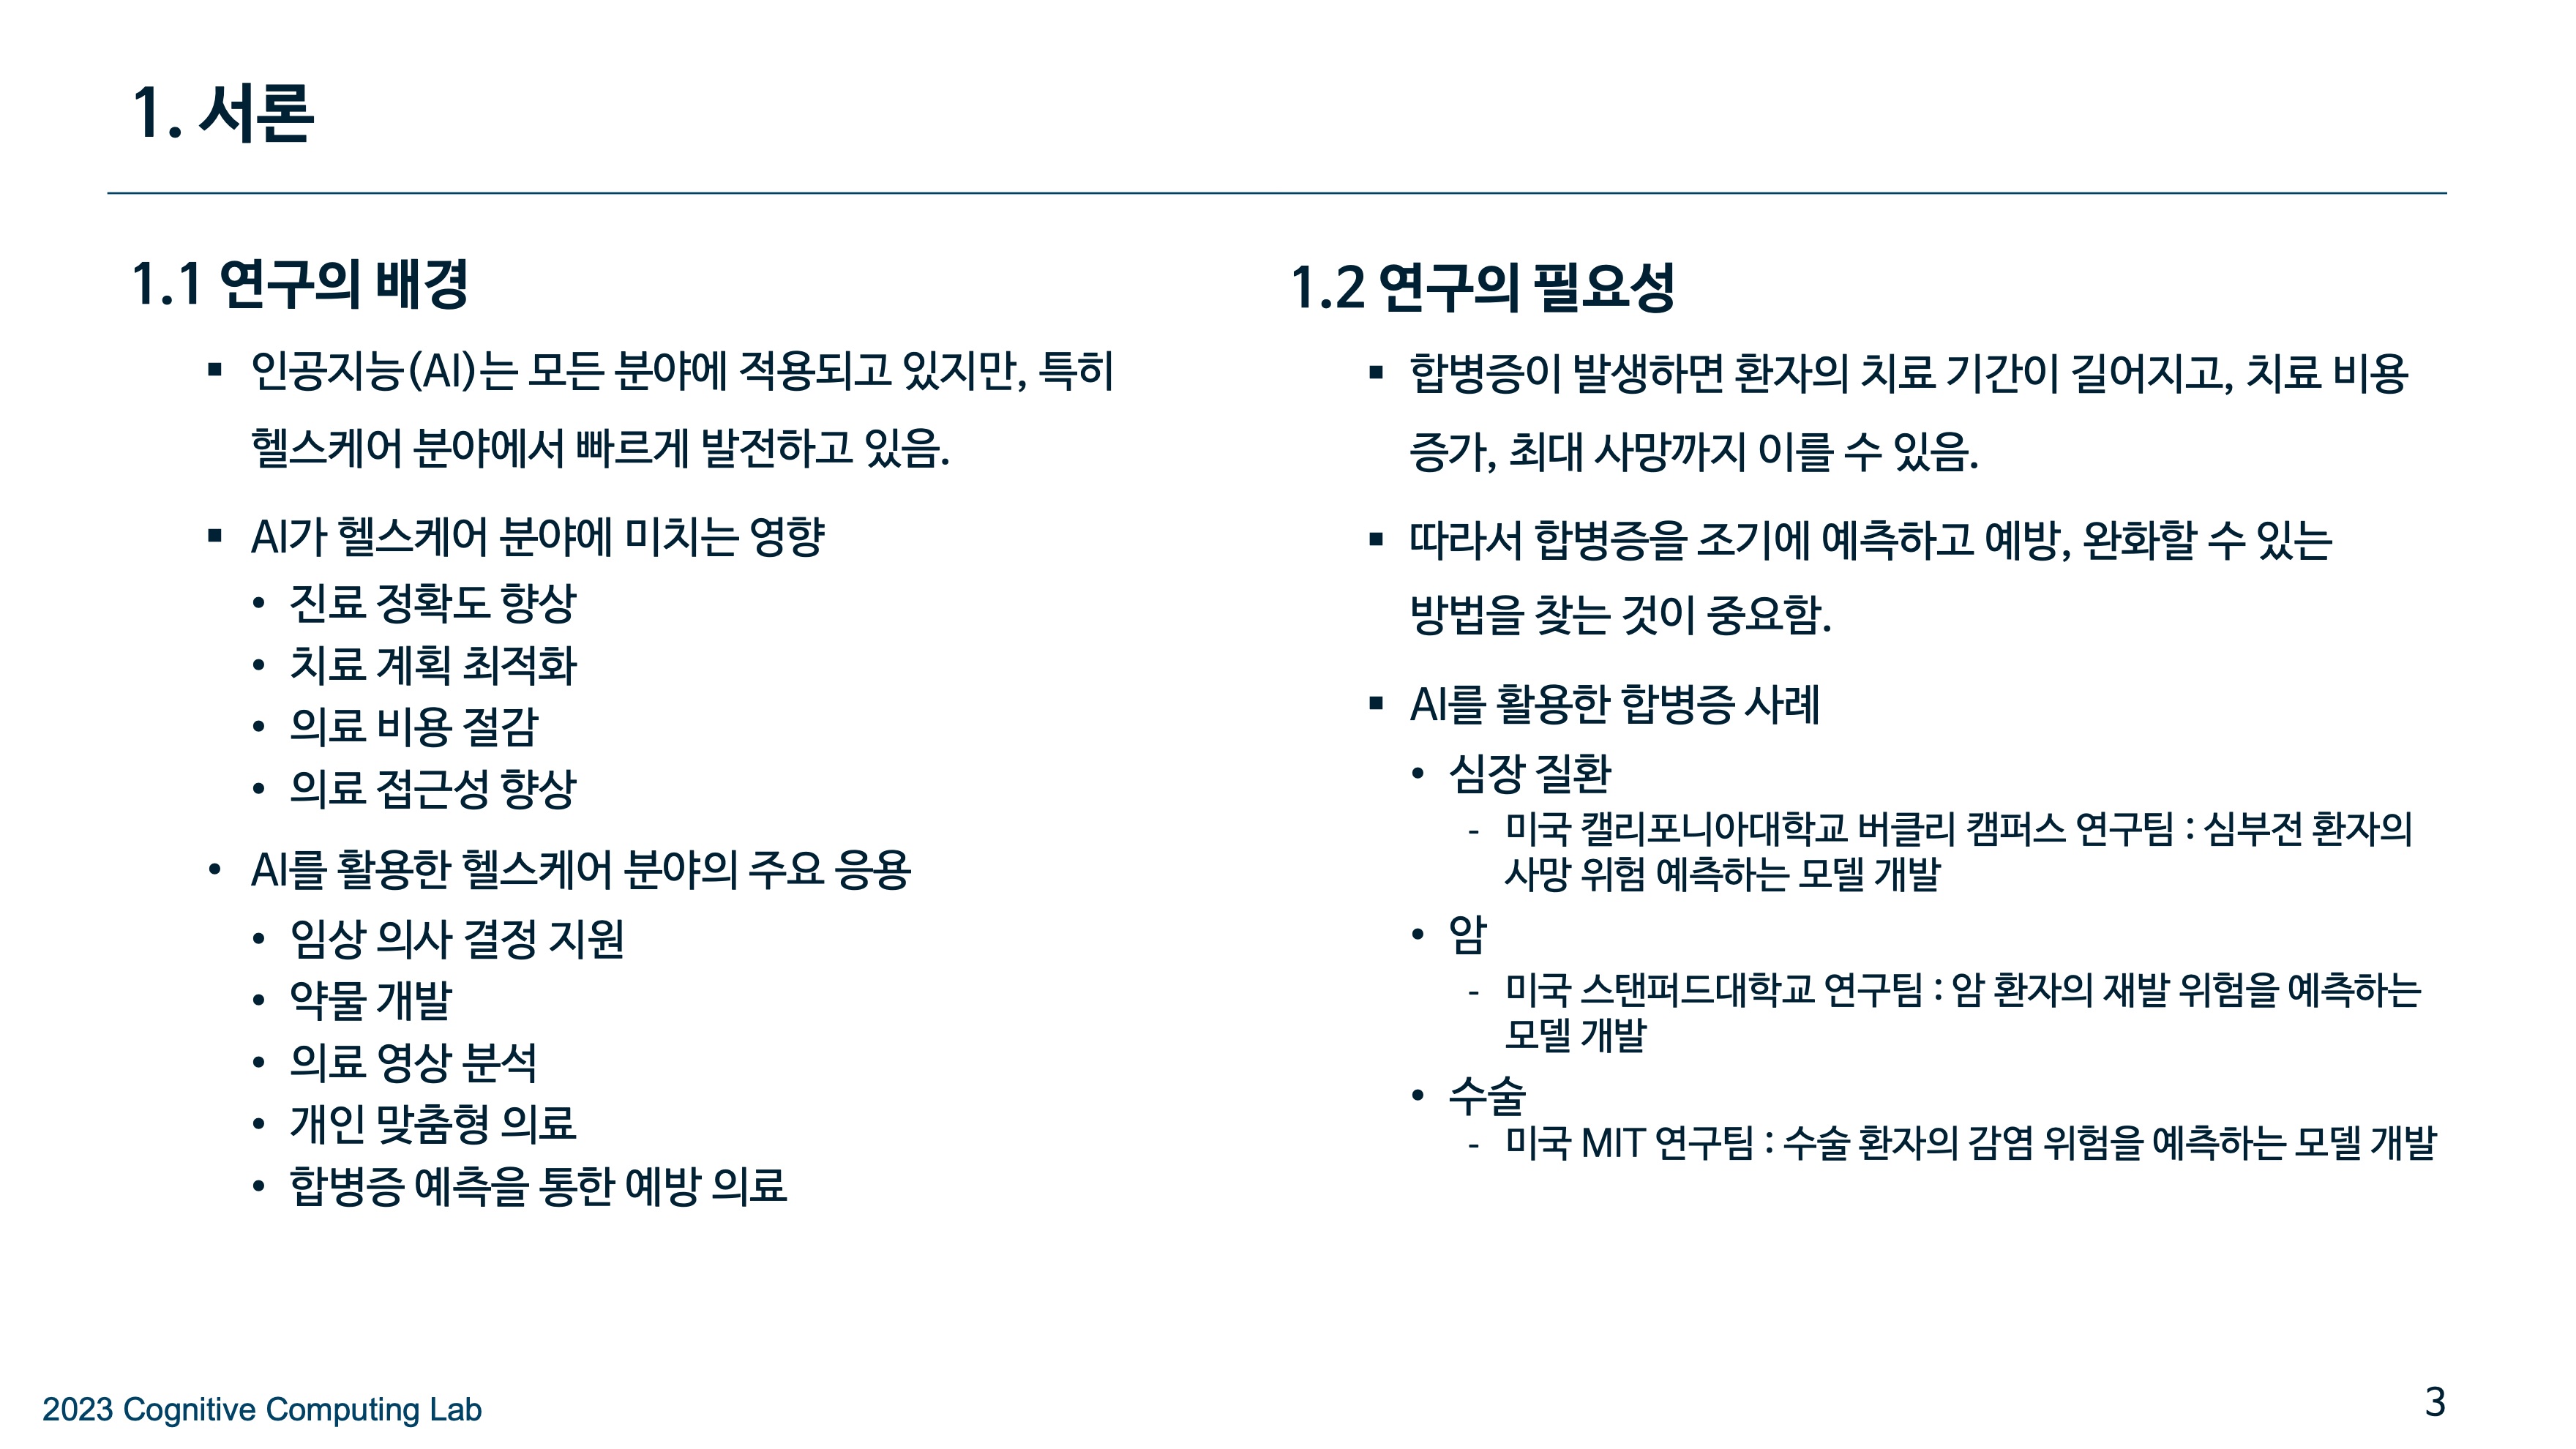 1. 서론
1.1 연구의 배경
▪ 인공지능(AI)는 모든 분야에 적용되고 있지만, 특히
헬스케어 분야에서 빠르게 발전하고 있음.
▪ AI가 헬스케어 분야에 미치는 영향
• 진료 정확도 향상
• 치료 계획 최적화
• 의료 비용 절감
• 의료 접근성 향상
• AI를 활용한 헬스케어 분야의 주요 응용
• 임상 의사 결정 지원
• 약물 개발
• 의료 영상 분석
• 개인 맞춤형 의료
• 합병증 예측을 통한 예방 의료
1.2 연구의 필요성
▪ 합병증이 발생하면 환자의 치료 기간이 길어지고, 치료 비용
증가, 최대 사망까지 이를 수 있음.
▪ 따라서 합병증을 조기에 예측하고 예방, 완화할 수 있는
방법을 찾는 것이 중요함.
▪ AI를 활용한 합병증 사례
• 심장 질환
- 미국 캘리포니아대학교 버클리 캠퍼스 연구팀 : 심부전 환자의
사망 위험 예측하는 모델 개발
• 암
- 미국 스탠퍼드대학교 연구팀 : 암 환자의 재발 위험을 예측하는
모델 개발
• 수술
- 미국 MIT 연구팀 : 수술 환자의 감염 위험을 예측하는 모델 개발
2023 Cognitive Computing Lab
3